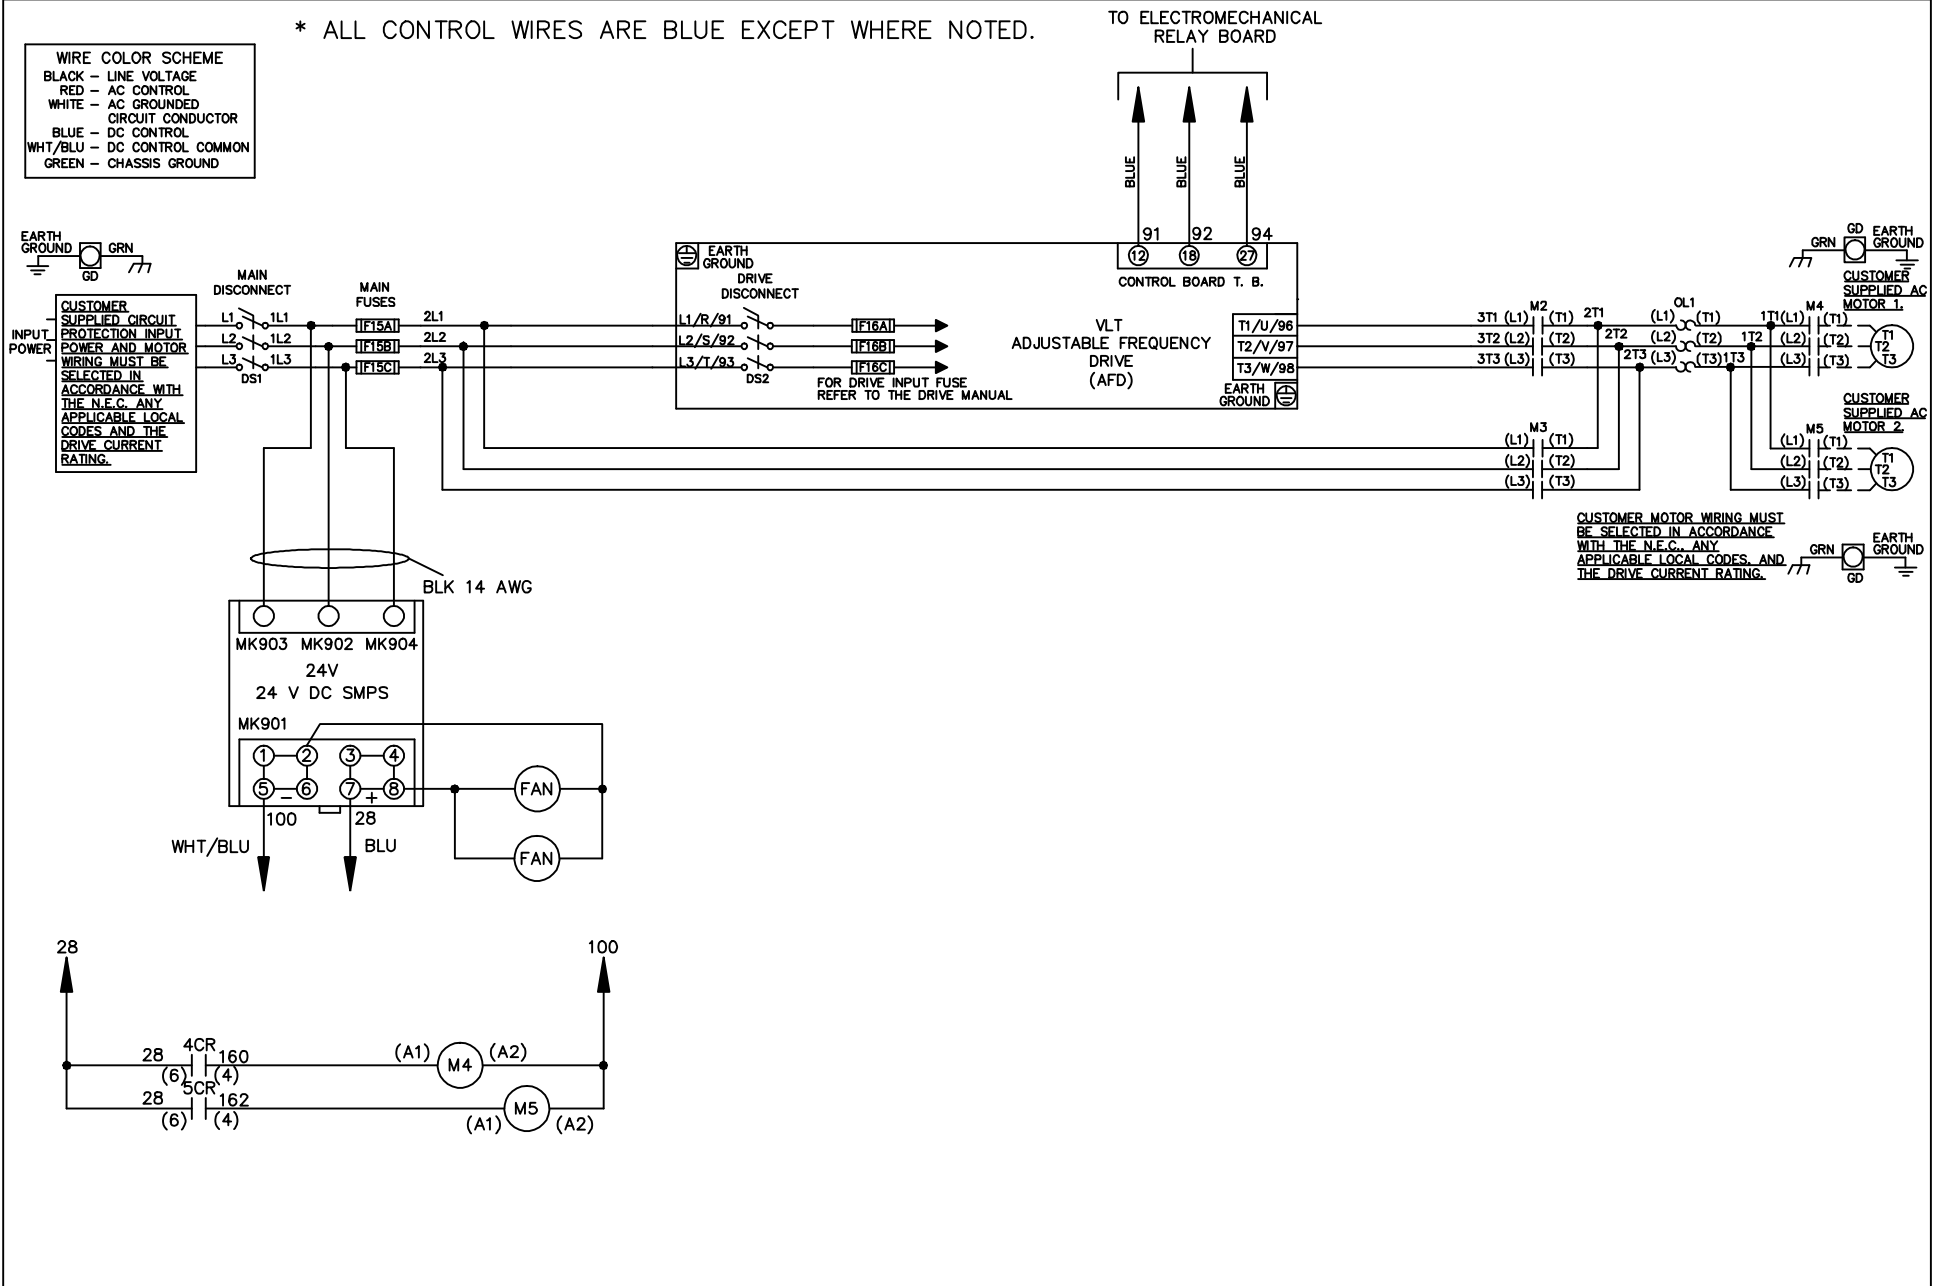 * ALL CONTROL WIRES ARE BLUE EXCEPT WHERE NOTED.
TO ELECTROMECHANICAL
RELAY BOARD
WIRE COLOR SCHEME
BLACK – LINE VOLTAGE
RED – AC CONTROL
WHITE – AC GROUNDED
CIRCUIT CONDUCTOR
BLUE – DC CONTROL
WHT/BLU – DC CONTROL COMMON
GREEN – CHASSIS GROUND
BLUE
BLUE
BLUE
91 92 94
12 18 27
CONTROL BOARD T. B.
EARTH
GROUND
GRN
GD
INPUT
POWER
CUSTOMER
SUPPLIED CIRCUIT
PROTECTION INPUT
POWER AND MOTOR
WIRING MUST BE
SELECTED IN
ACCORDANCE WITH
THE N.E.C. ANY
APPLICABLE LOCAL
CODES AND THE
DRIVE CURRENT
RATING.
MAIN
DISCONNECT
L1 1L1
L2 1L2
L3 1L3
DS1
MAIN
FUSES
F15A
F15B
F15C
2L1
2L2
2L3
EARTH
GROUND
DRIVE
DISCONNECT
L1/R/91
L2/S/92
L3/T/93
DS2
F16A
F16B
F16C
FOR DRIVE INPUT FUSE
REFER TO THE DRIVE MANUAL
VLT
ADJUSTABLE FREQUENCY
DRIVE
(AFD)
T1/U/96
T2/V/97
T3/W/98
EARTH
GROUND
M2
3T1 (L1) (T1) 2T1
3T2 (L2) (T2) 2T2
3T3 (L3) (T3) 2T3
OL1
(L1) (T1) 1T1
(L2) (T2) 1T2
(L3) (T3) 1T3
M4
(L1) (T1)
(L2) (T2)
(L3) (T3)
T1
T2
T3
GD
GRN
EARTH
GROUND
CUSTOMER
SUPPLIED AC
MOTOR 1.
M3
(L1) (T1)
(L2) (T2)
(L3) (T3)
CUSTOMER
SUPPLIED AC
MOTOR 2.
M5
(L1) (T1)
(L2) (T2)
(L3) (T3)
T1
T2
T3
CUSTOMER MOTOR WIRING MUST
BE SELECTED IN ACCORDANCE
WITH THE N.E.C., ANY
APPLICABLE LOCAL CODES, AND
THE DRIVE CURRENT RATING.
GRN
EARTH
GROUND
GD
BLK 14 AWG
MK903 MK902 MK904
24V
24 V DC SMPS
MK901
1 2 3 4
5 6 7 8
– +
100 28
WHT/BLU
BLU
FAN
FAN
28
100
4CR
28 160
(6) (4)
(A1) M4 (A2)
5CR
28 162
(6) (4)
(A1) M5 (A2)